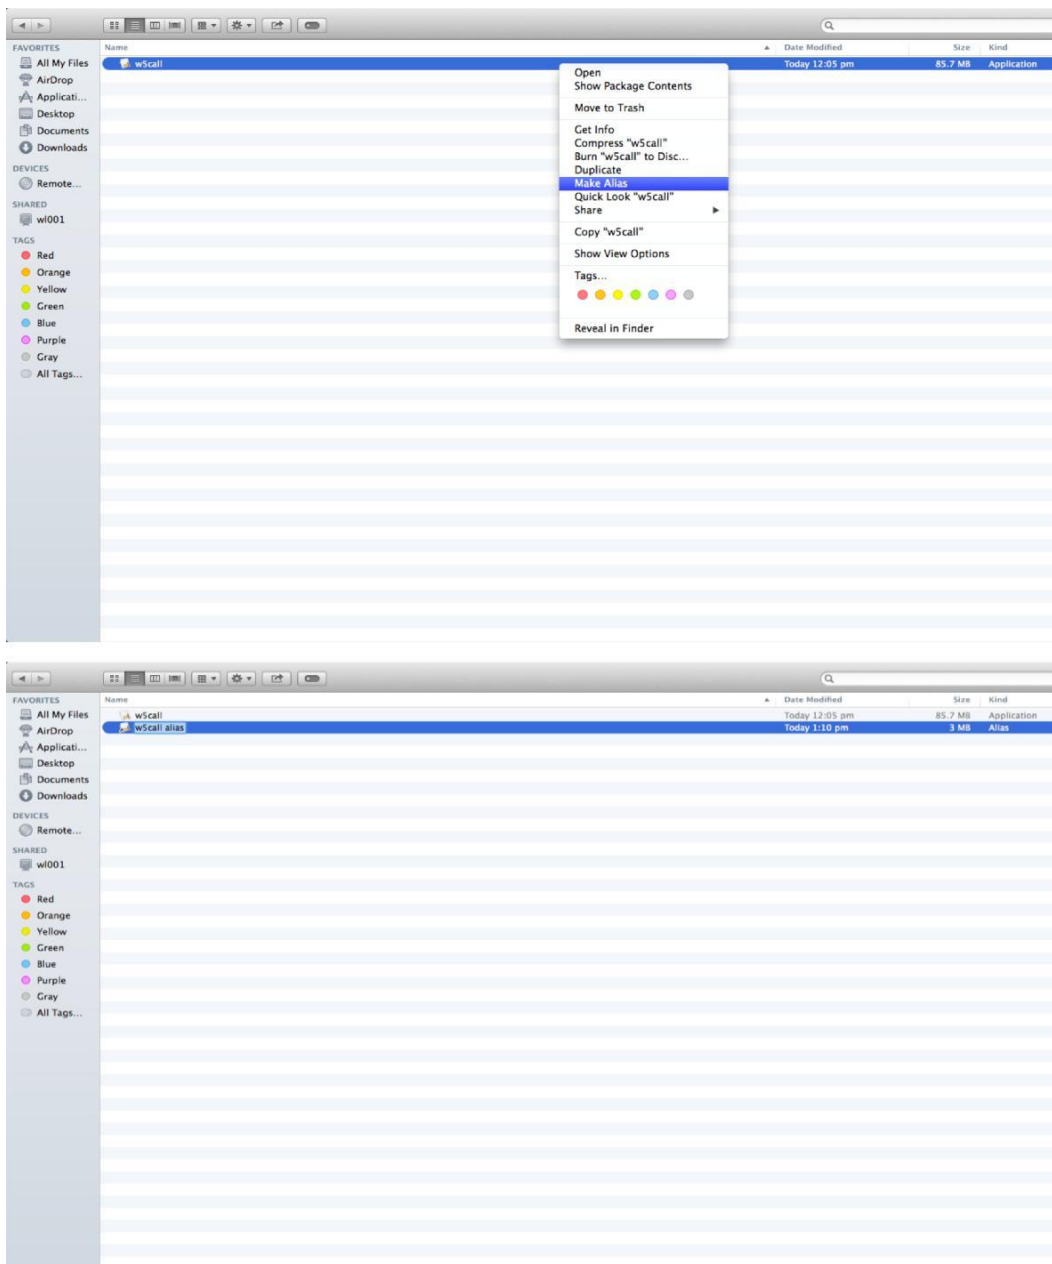 FAVORITES
All My Files
AirDrop
Applicati...
Desktop
Documents
Downloads
DEVICES
Remote...
SHARED
wl001
TAGS
Red
Orange
Yellow
Green
Blue
Purple
Gray
All Tags...
Name Date Modified Size Kind
w5call Today 12:05 pm 85.7 MB Application
Open
Show Package Contents
Move to Trash
Get Info
Compress "w5call"
Burn "w5call" to Disc...
Duplicate
Make Alias
Quick Look "w5call"
Share
Copy "w5call"
Show View Options
Tags...
Reveal in Finder
FAVORITES
All My Files
AirDrop
Applicati...
Desktop
Documents
Downloads
DEVICES
Remote...
SHARED
wl001
TAGS
Red
Orange
Yellow
Green
Blue
Purple
Gray
All Tags...
Name Date Modified Size Kind
w5call Today 12:05 pm 85.7 MB Application
w5call alias Today 1:10 pm 3 MB Alias